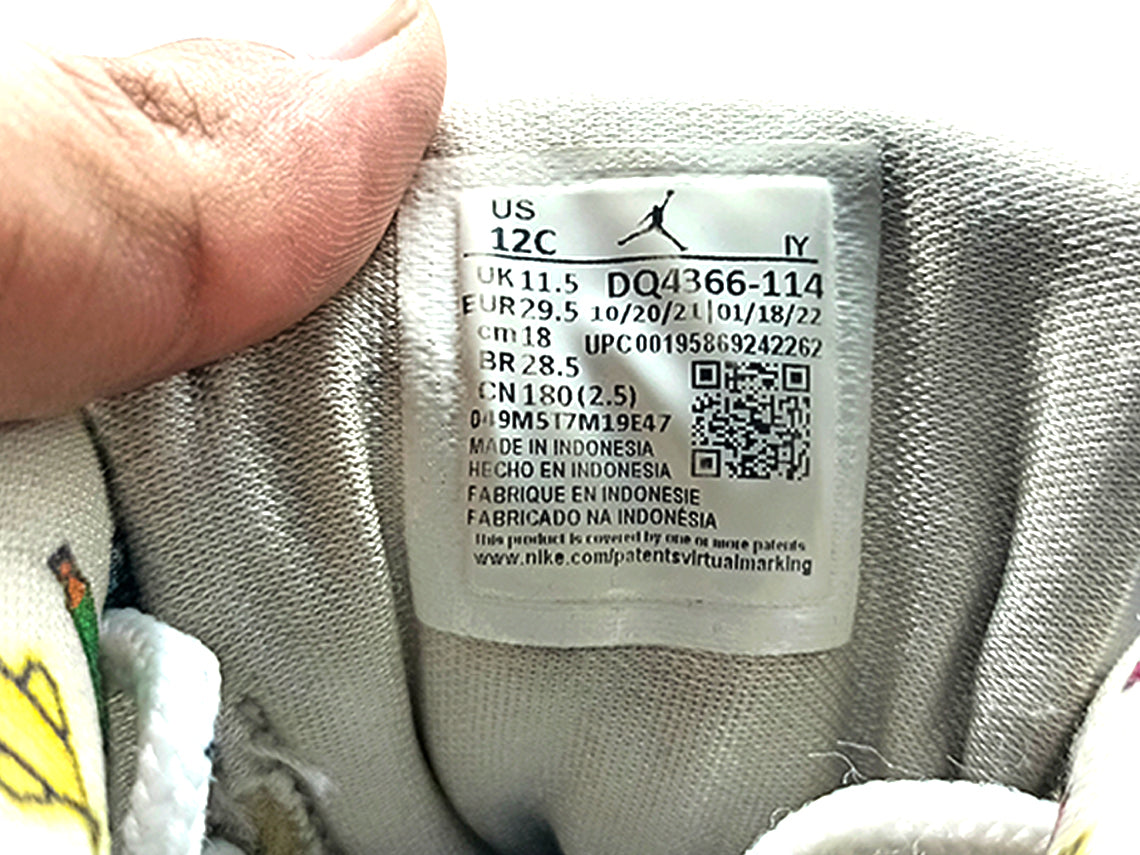 US
12C
IY
UK 11.5 DQ4366-114
EUR 29.5 10/20/21|01/18/22
cm 18 UPC 00195869242262
BR 28.5
CN 180 (2.5)
MADE IN INDONESIA
HECHO EN INDONESIA
FABRIQUE EN INDONESIE
FABRICADO NA INDONÉSIA
This product is covered by one or more patents
www.nike.com/patentsvirtualmarking